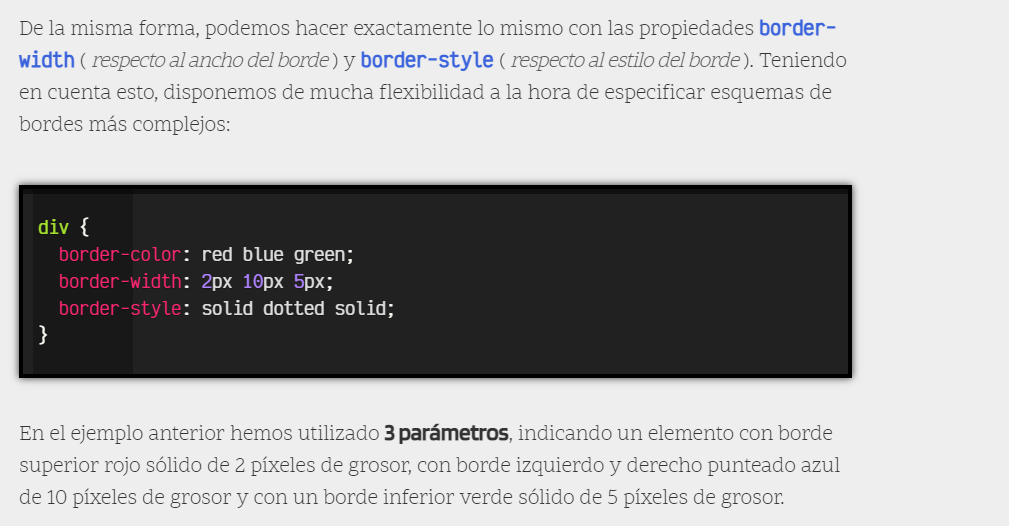 De la misma forma, podemos hacer exactamente lo mismo con las propiedades border-
width ( respecto al ancho del borde ) y border-style ( respecto al estilo del borde ). Teniendo
en cuenta esto, disponemos de mucha flexibilidad a la hora de especificar esquemas de
bordes más complejos:
div {
  border-color: red blue green;
  border-width: 2px 10px 5px;
  border-style: solid dotted solid;
}
En el ejemplo anterior hemos utilizado 3 parámetros, indicando un elemento con borde
superior rojo sólido de 2 píxeles de grosor, con borde izquierdo y derecho punteado azul
de 10 píxeles de grosor y con un borde inferior verde sólido de 5 píxeles de grosor.